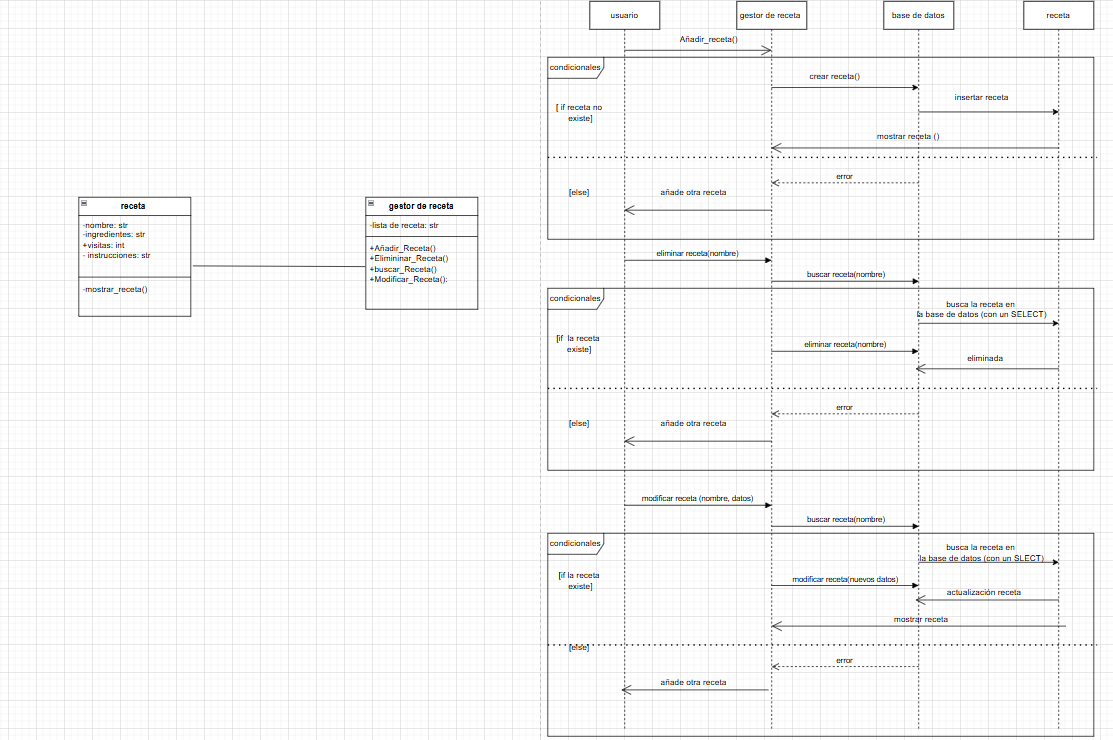 receta
-nombre: str
-ingredientes: str
+visitas: int
- instrucciones: str
-mostrar_receta()
gestor de receta
-lista de receta: str
+Añadir_Receta()
+Elimininar_Receta()
+buscar_Receta()
+Modificar_Receta():
usuario
gestor de receta
base de datos
receta
Añadir_receta()
condicionales
crear receta()
insertar receta
[ if receta no
existe]
mostrar receta ()
error
[else]
añade otra receta
eliminar receta(nombre)
buscar receta(nombre)
condicionales
busca la receta en
la base de datos (con un SELECT)
[if  la receta
existe]
eliminar receta(nombre)
eliminada
error
[else]
añade otra receta
modificar receta (nombre, datos)
buscar receta(nombre)
condicionales
busca la receta en
la base de datos (con un SLECT)
[if la receta
existe]
modificar receta(nuevos datos)
actualización receta
mostrar receta
[else]
error
añade otra receta